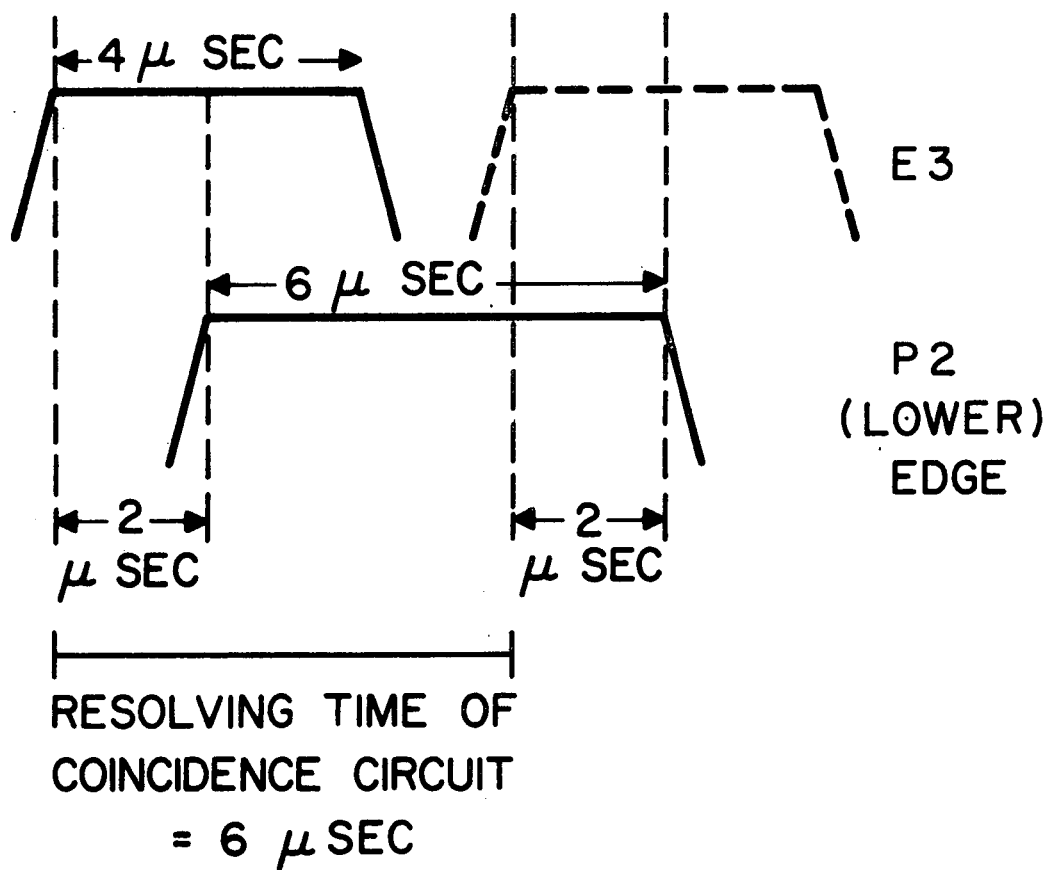 4 μ SEC
E3
6 μ SEC
P2
(LOWER)
EDGE
2
μ SEC
2
μ SEC
RESOLVING TIME OF
COINCIDENCE CIRCUIT
= 6 μ SEC